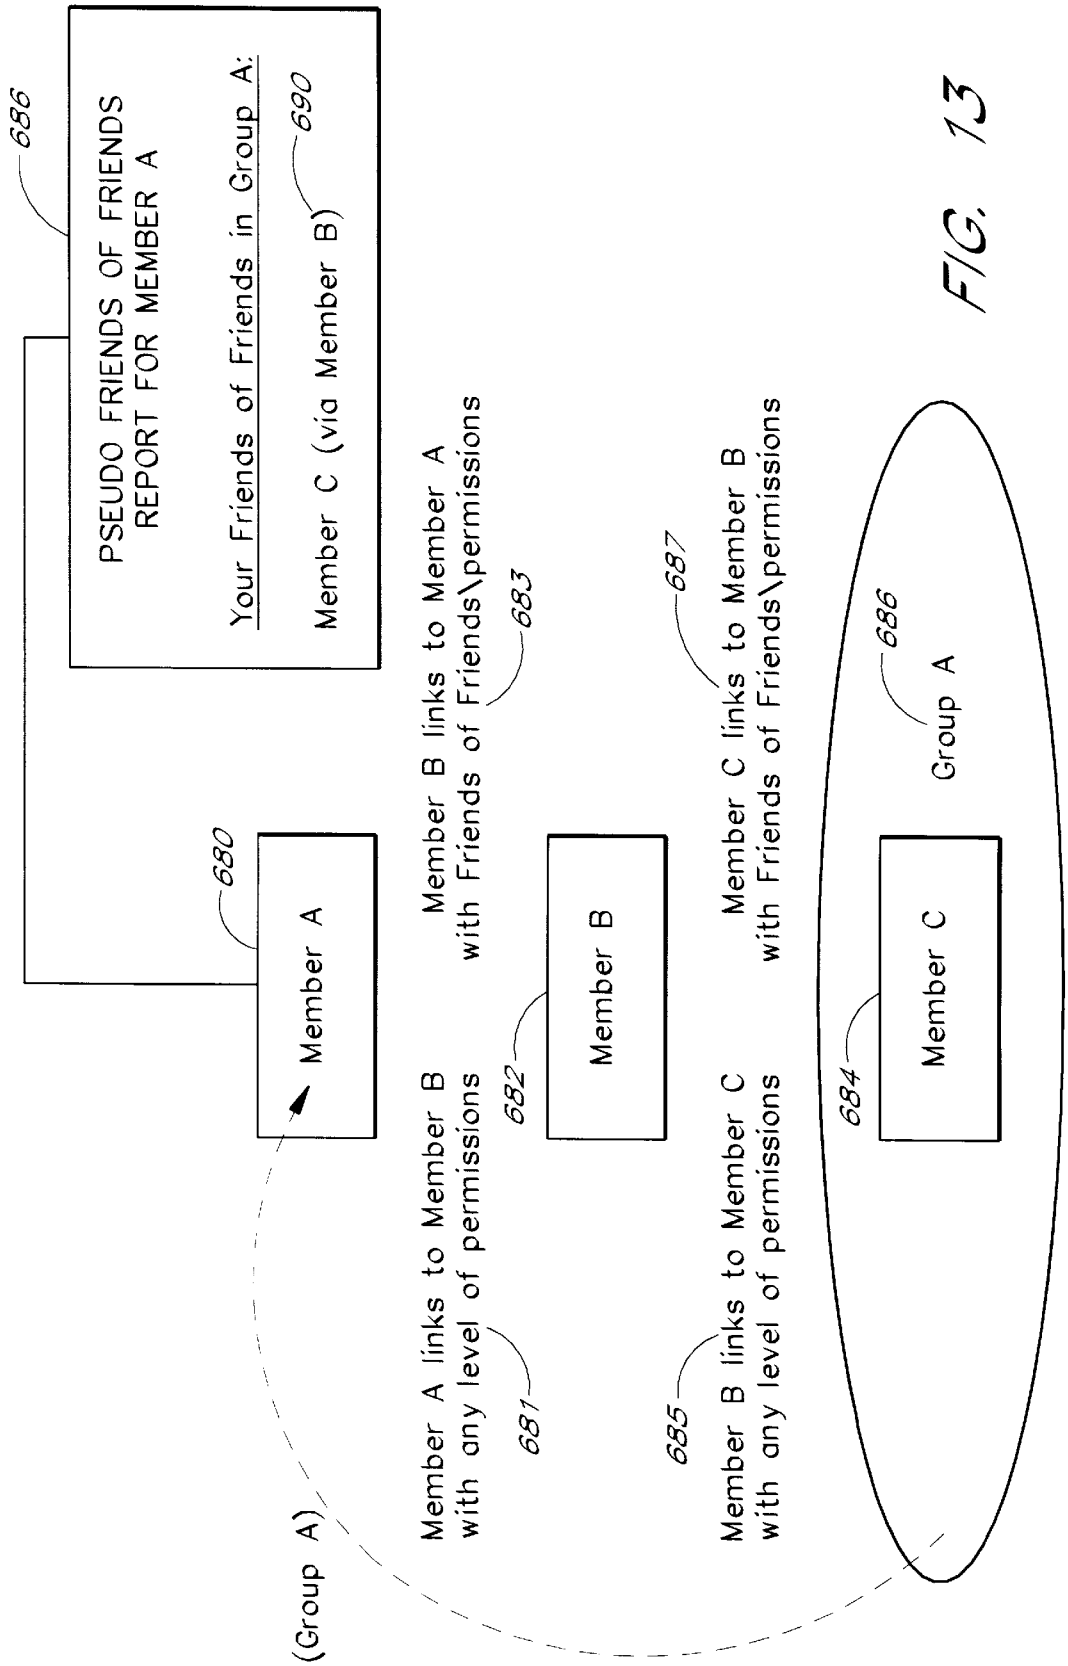 686
PSEUDO FRIENDS OF FRIENDS
REPORT FOR MEMBER A
Your Friends of Friends in Group A:
Member C (via Member B)
690
680
Member A
(Group A)
Member A links to Member B
with any level of permissions
681
Member B links to Member A
with Friends of Friends\permissions
683
682
Member B
685
Member B links to Member C
with any level of permissions
687
Member C links to Member B
with Friends of Friends\permissions
684
Member C
686
Group A
FIG. 13